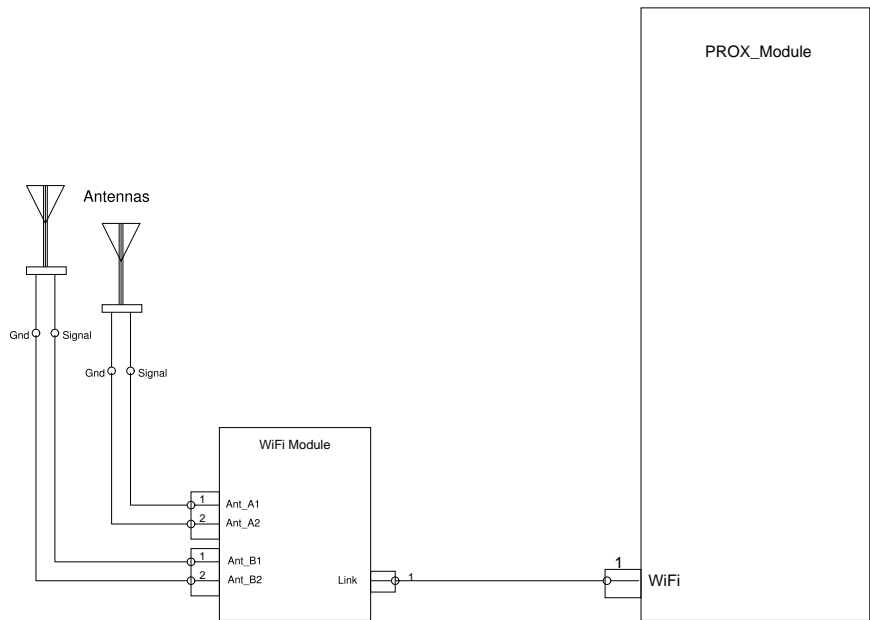 PROX_Module
Antennas
Gnd Signal
Gnd Signal
WiFi Module
1 Ant_A1
2 Ant_A2
1 Ant_B1
2 Ant_B2
Link 1
1 WiFi